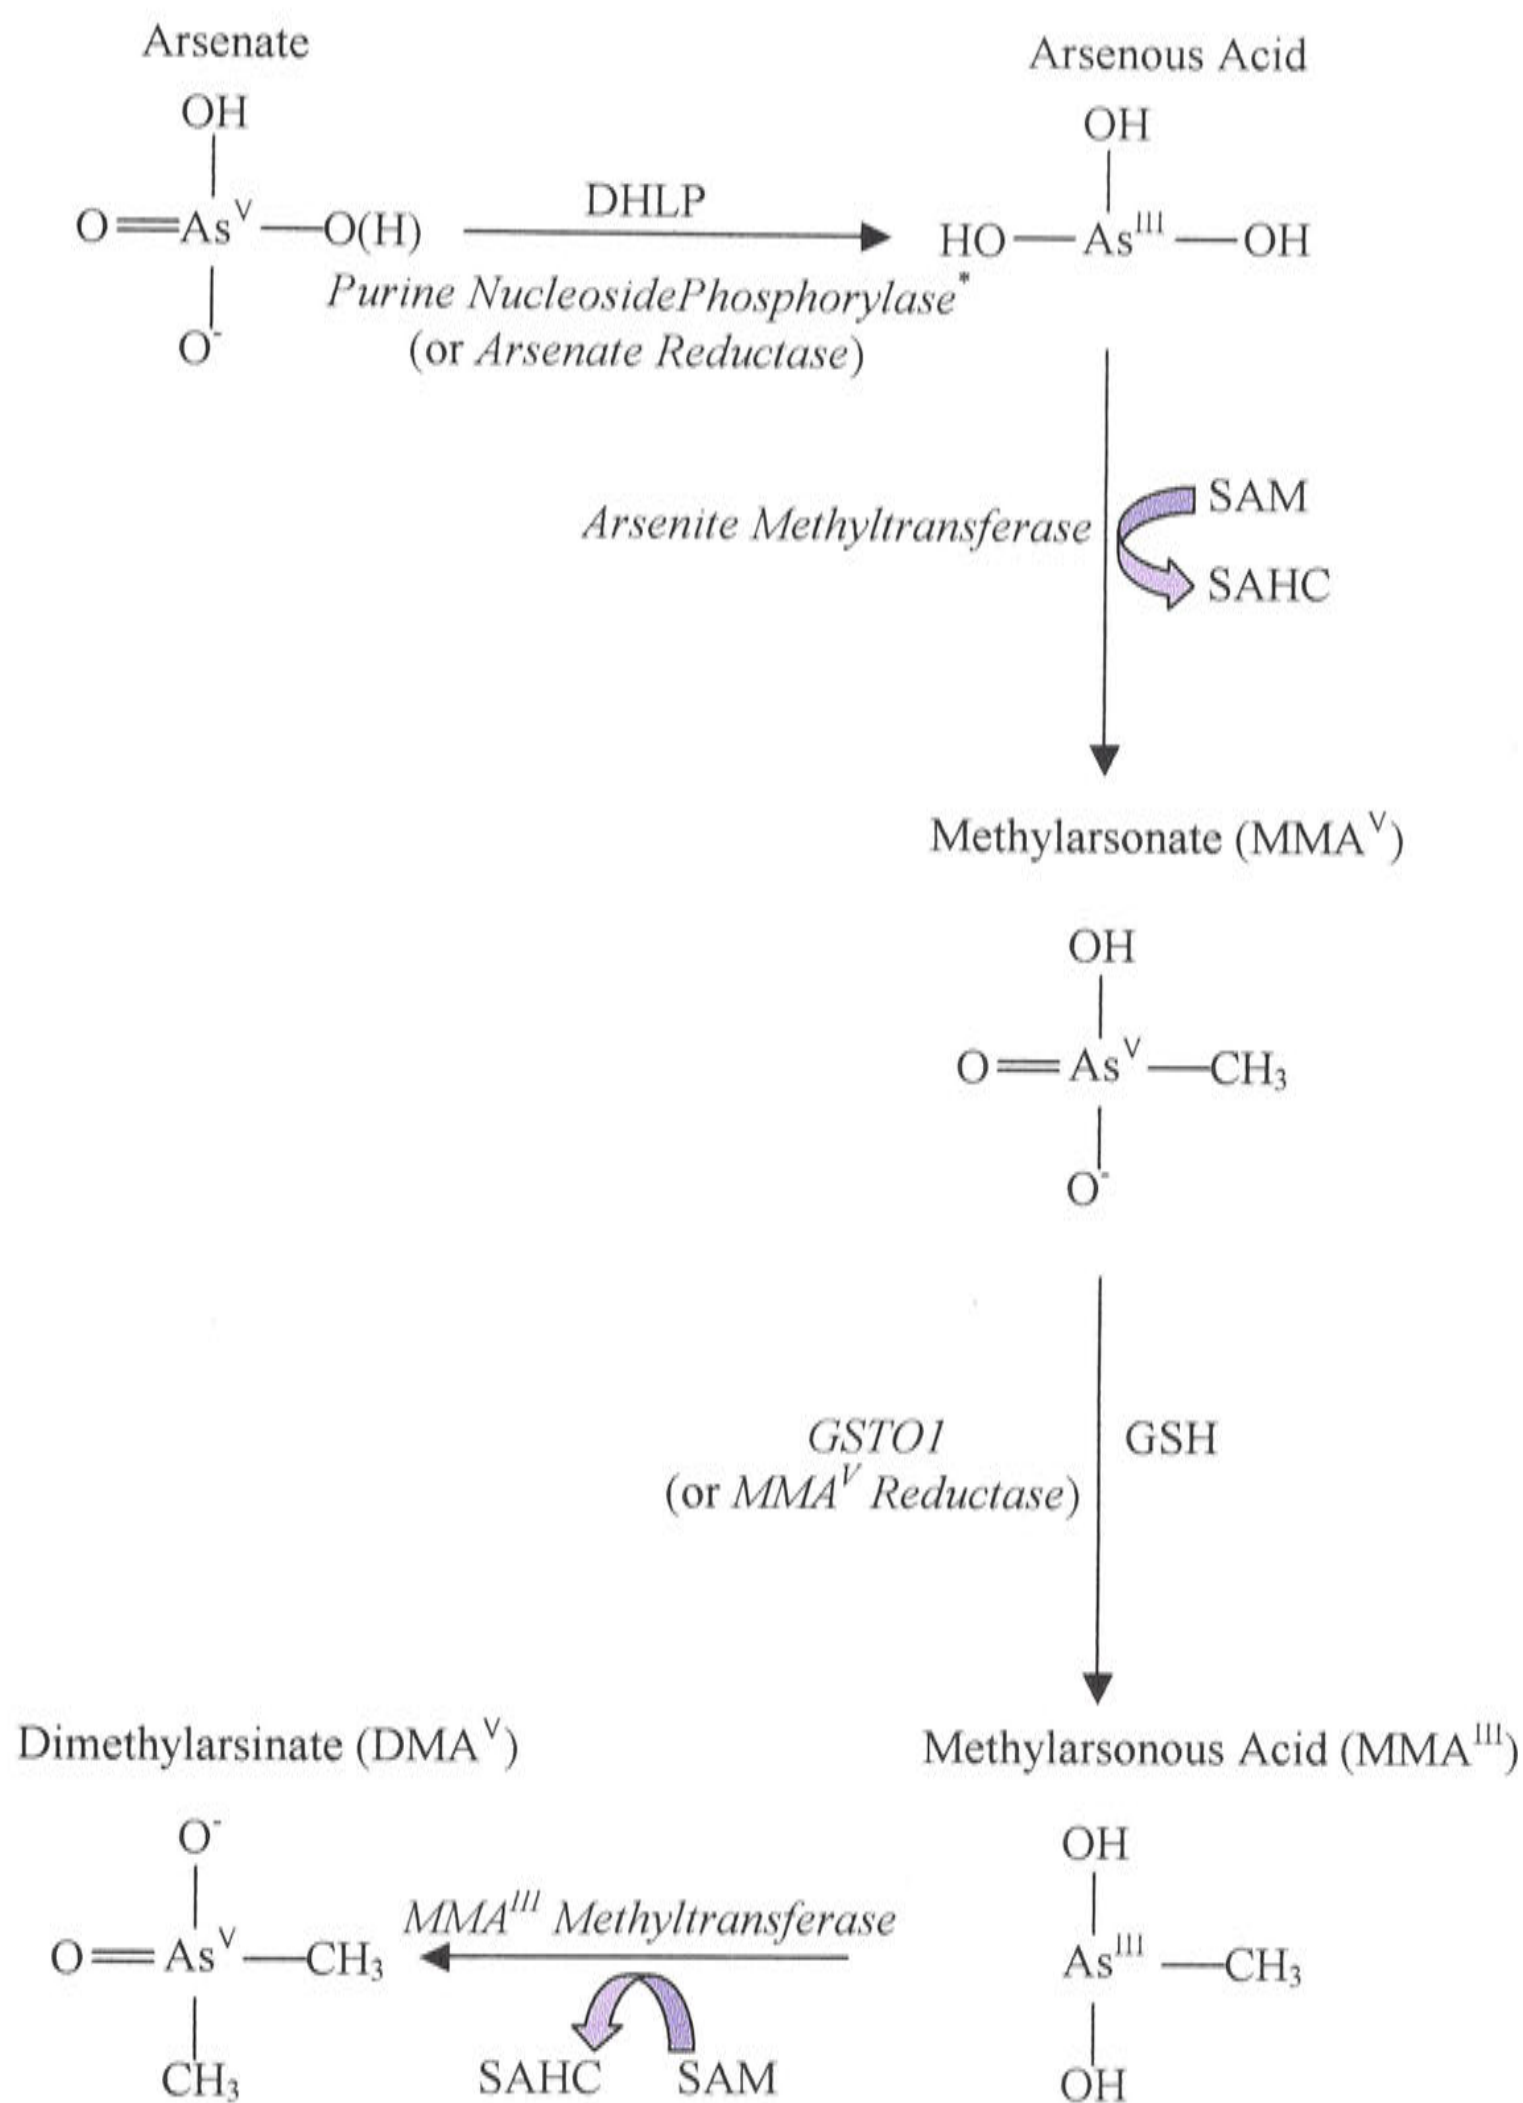 Arsenate
OH
O=As^V—O(H)
O^-
DHLP
Purine NucleosidePhosphorylase*
(or Arsenate Reductase)
Arsenous Acid
OH
HO—As^III—OH
Arsenite Methyltransferase
SAM
SAHC
Methylarsonate (MMA^V)
OH
O=As^V—CH₃
O^-
GSTO1
(or MMA^V Reductase)
GSH
Methylarsonous Acid (MMA^III)
OH
As^III—CH₃
OH
MMA^III Methyltransferase
SAHC
SAM
Dimethylarsinate (DMA^V)
O^-
O=As^V—CH₃
CH₃